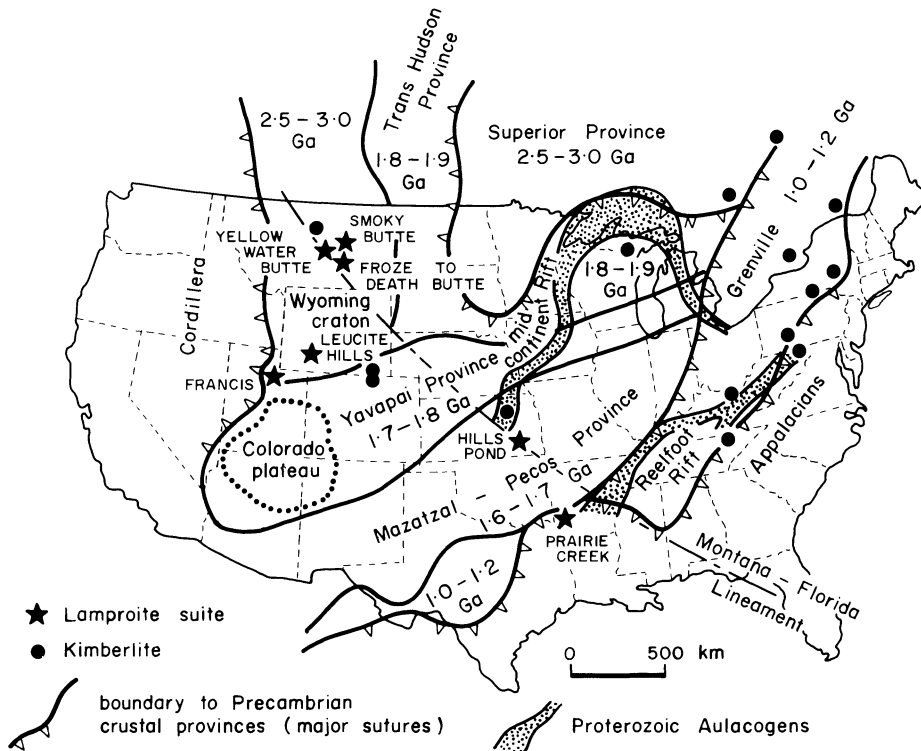 Trans Hudson
Province
2.5 – 3.0
Ga
1.8 – 1.9
Ga
Superior Province
2.5 – 3.0 Ga
1.0 – 1.2 Ga
Grenville
Cordillera
SMOKY
BUTTE
YELLOW
WATER
BUTTE
FROZE TO
DEATH BUTTE
Wyoming
craton
LEUCITE
HILLS
FRANCIS
mid
continent Rift
1.8 – 1.9
Ga
Yavapai Province
1.7 – 1.8 Ga
Colorado
plateau
HILLS
POND
Mazatzal – Pecos Province
1.6 – 1.7 Ga
Reelfoot
Rift
Appalacians
PRAIRIE
CREEK
1.0 – 1.2
Ga
Montana – Florida
Lineament
Lamproite suite
Kimberlite
0 500 km
boundary to Precambrian
crustal provinces ( major sutures )
Proterozoic Aulacogens